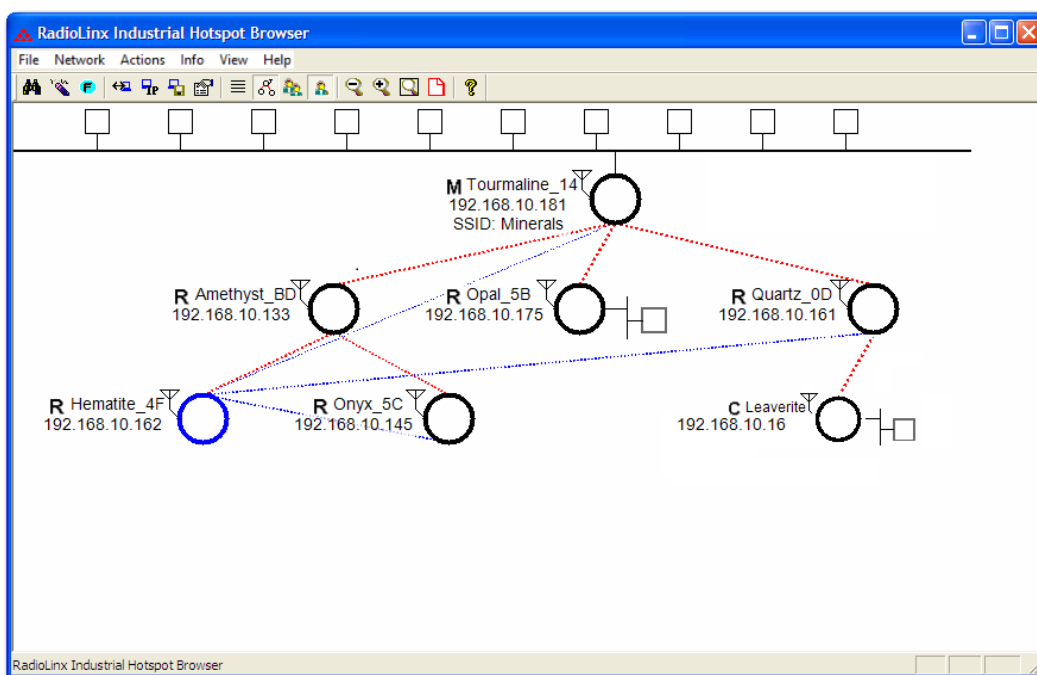 RadioLinx Industrial Hotspot Browser
File Network Actions Info View Help
F IP ?
M Tourmaline_14
192.168.10.181
SSID: Minerals
R Amethyst_BD
192.168.10.133
R Opal_5B
192.168.10.175
R Quartz_0D
192.168.10.161
R Hematite_4F
192.168.10.162
R Onyx_5C
192.168.10.145
C Leaverite
192.168.10.16
RadioLinx Industrial Hotspot Browser